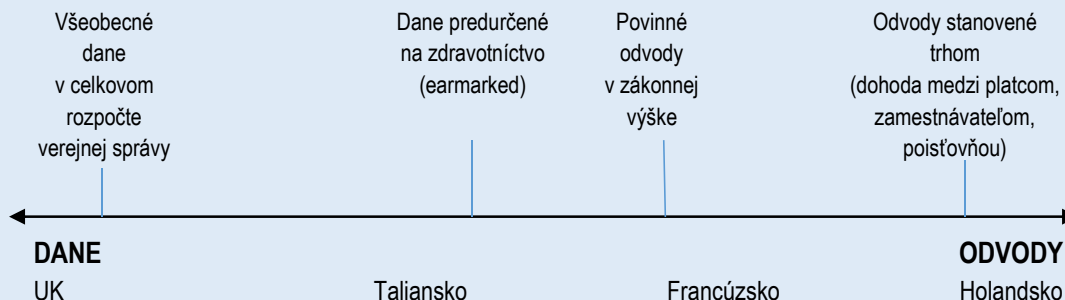 Všeobecné
dane
v celkovom
rozpočte
verejnej správy
Dane predurčené
na zdravotníctvo
(earmarked)
Povinné
odvody
v zákonnej
výške
Odvody stanovené
trhom
(dohoda medzi platcom,
zamestnávateľom,
poisťovňou)
DANE
ODVODY
UK
Taliansko
Francúzsko
Holandsko